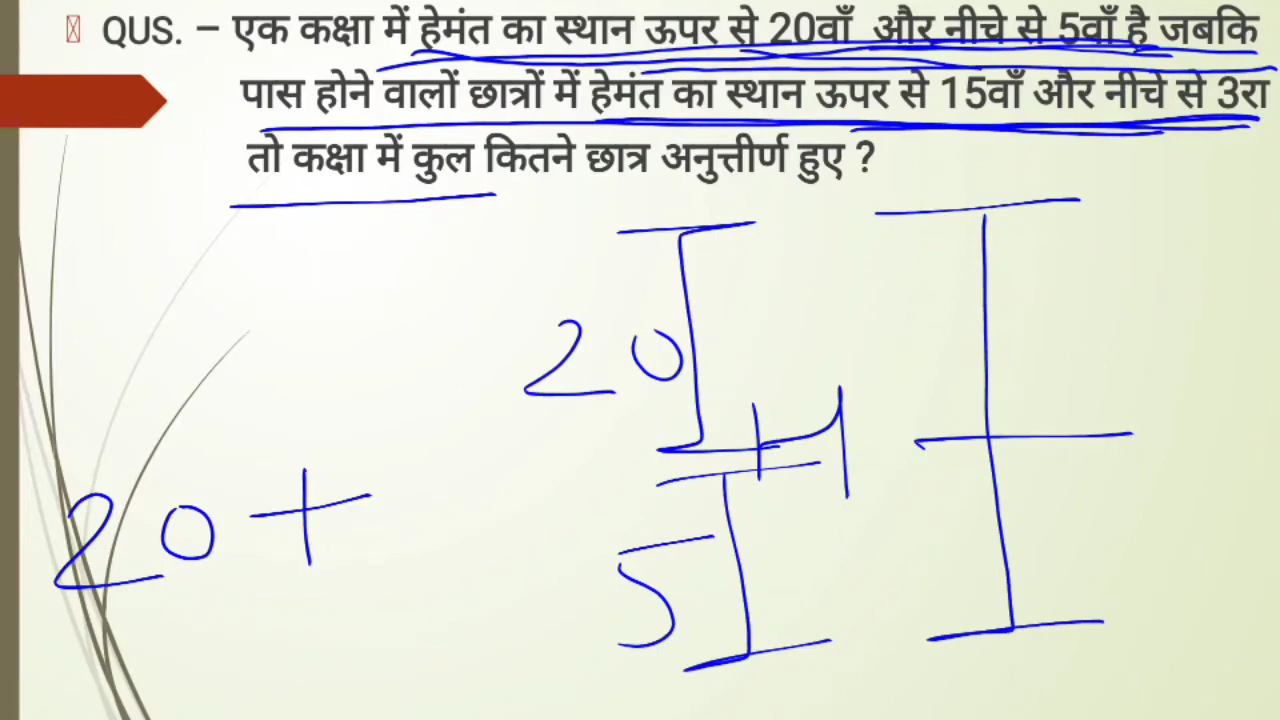 QUS. – एक कक्षा में हेमंत का स्थान ऊपर से 20वाँ और नीचे से 5वाँ है जबकि
पास होने वालों छात्रों में हेमंत का स्थान ऊपर से 15वाँ और नीचे से 3रा
तो कक्षा में कुल कितने छात्र अनुत्तीर्ण हुए ?
20
20 +
5